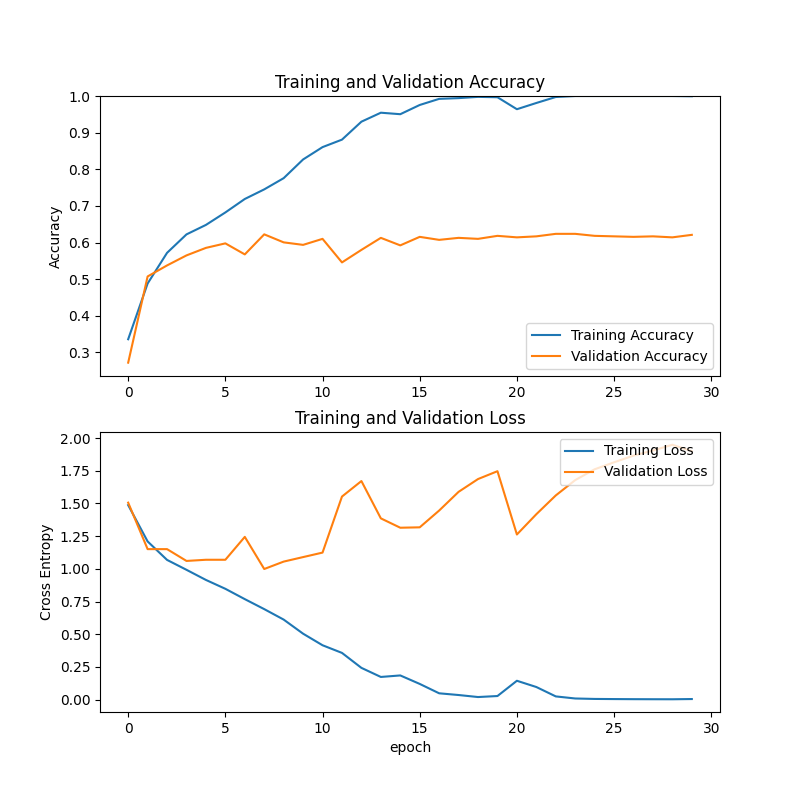 Training and Validation Accuracy
1.0
0.9
0.8
0.7
0.6
0.5
0.4
0.3
Accuracy
Training Accuracy
Validation Accuracy
0 5 10 15 20 25 30
Training and Validation Loss
2.00
1.75
1.50
1.25
1.00
0.75
0.50
0.25
0.00
Cross Entropy
Training Loss
Validation Loss
0 5 10 15 20 25 30
epoch